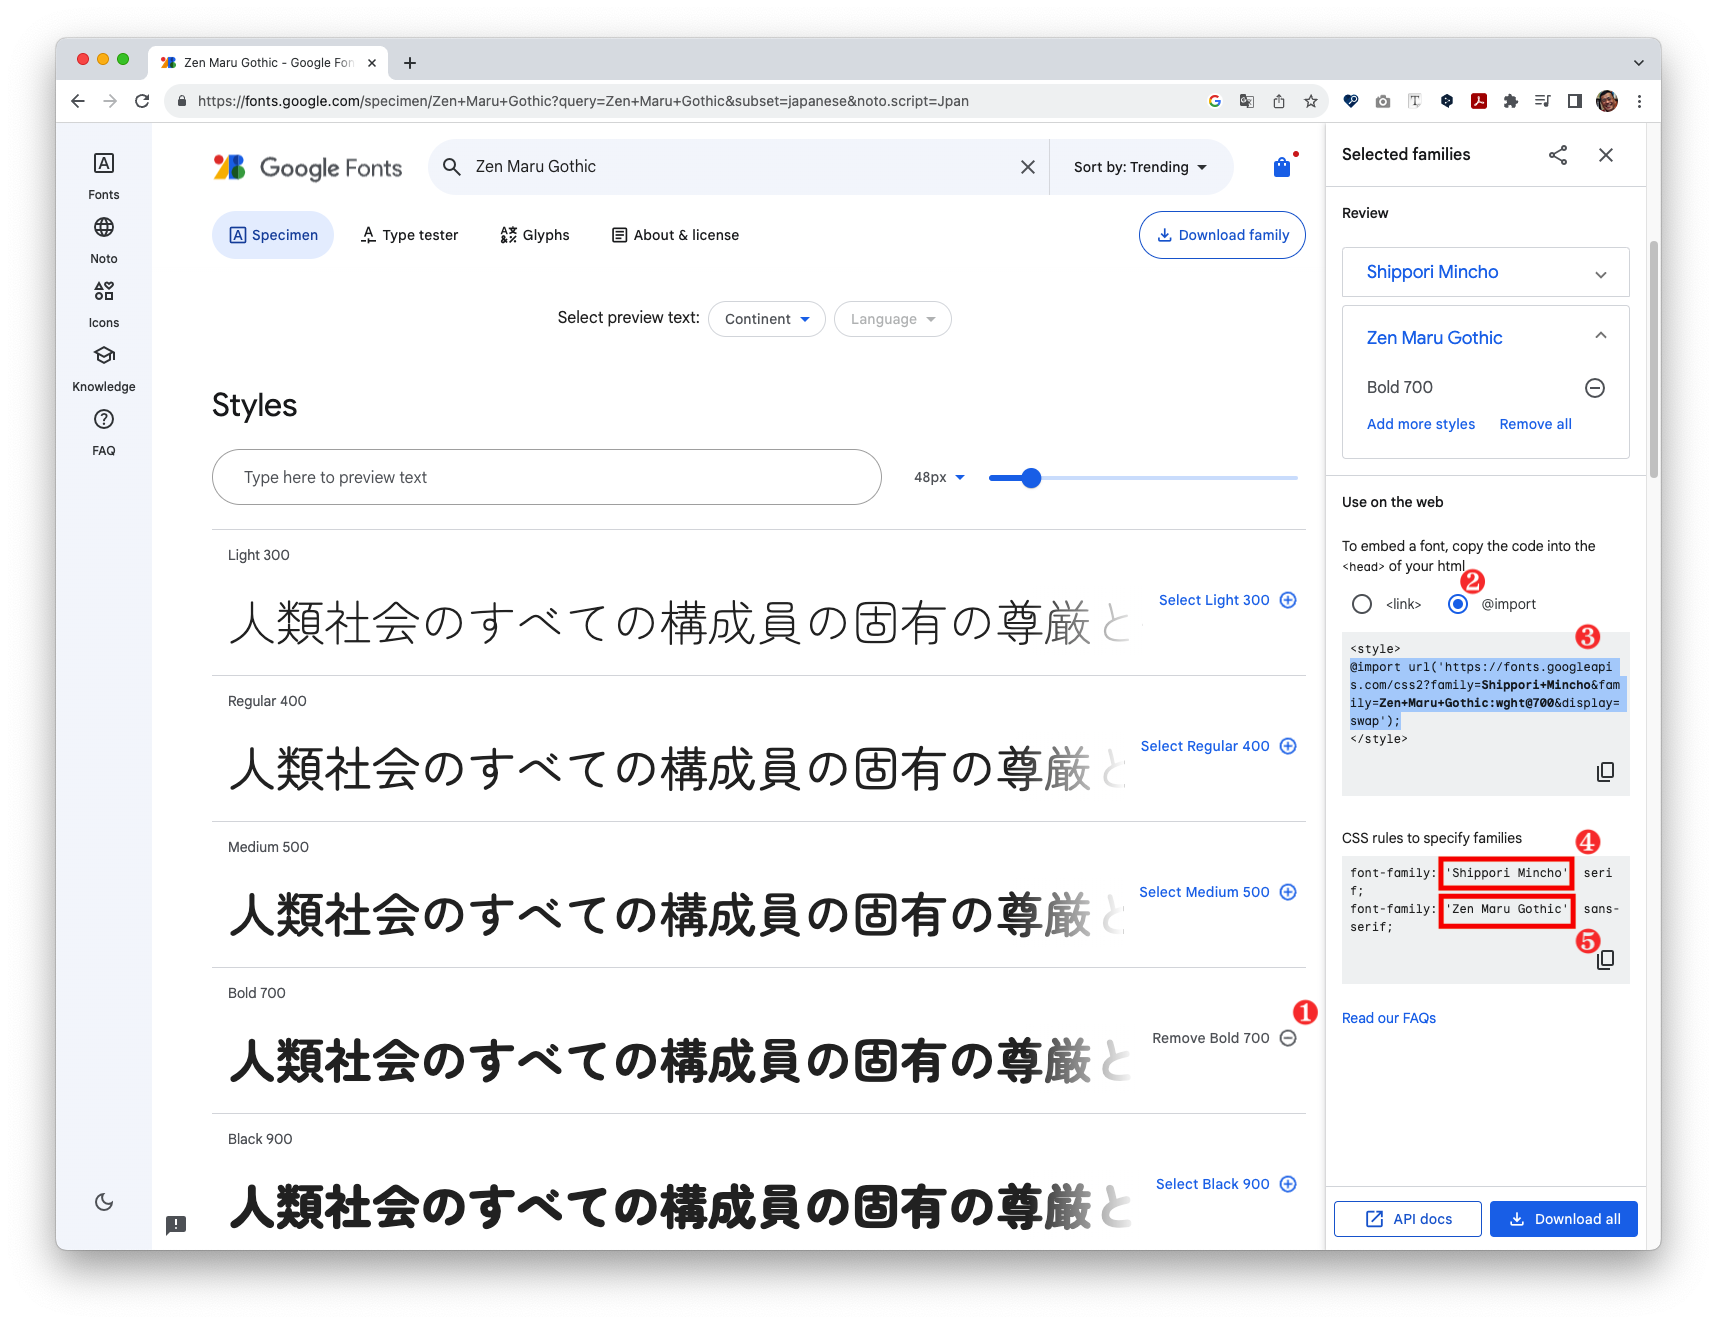 Zen Maru Gothic - Google Fon
https://fonts.google.com/specimen/Zen+Maru+Gothic?query=Zen+Maru+Gothic&subset=japanese&noto.script=Jpan
Fonts
Noto
Icons
Knowledge
FAQ
Google Fonts
Zen Maru Gothic
Sort by: Trending
Specimen
Type tester
Glyphs
About & license
Download family
Select preview text:
Continent
Language
Styles
Type here to preview text
48px
Light 300
人類社会のすべての構成員の固有の尊厳と
Select Light 300
Regular 400
人類社会のすべての構成員の固有の尊厳と
Select Regular 400
Medium 500
人類社会のすべての構成員の固有の尊厳と
Select Medium 500
Bold 700
人類社会のすべての構成員の固有の尊厳と
❶
Remove Bold 700
Black 900
人類社会のすべての構成員の固有の尊厳と
Select Black 900
Selected families
Review
Shippori Mincho
Zen Maru Gothic
Bold 700
Add more styles
Remove all
Use on the web
To embed a font, copy the code into the
<head> of your html
❷
<link>
@import
❸
<style>
@import url('https://fonts.googleapi
s.com/css2?family=Shippori+Mincho&fam
ily=Zen+Maru+Gothic:wght@700&display=
swap');
</style>
CSS rules to specify families
❹
font-family: 'Shippori Mincho' seri
f;
font-family: 'Zen Maru Gothic' sans-
serif;
❺
Read our FAQs
API docs
Download all